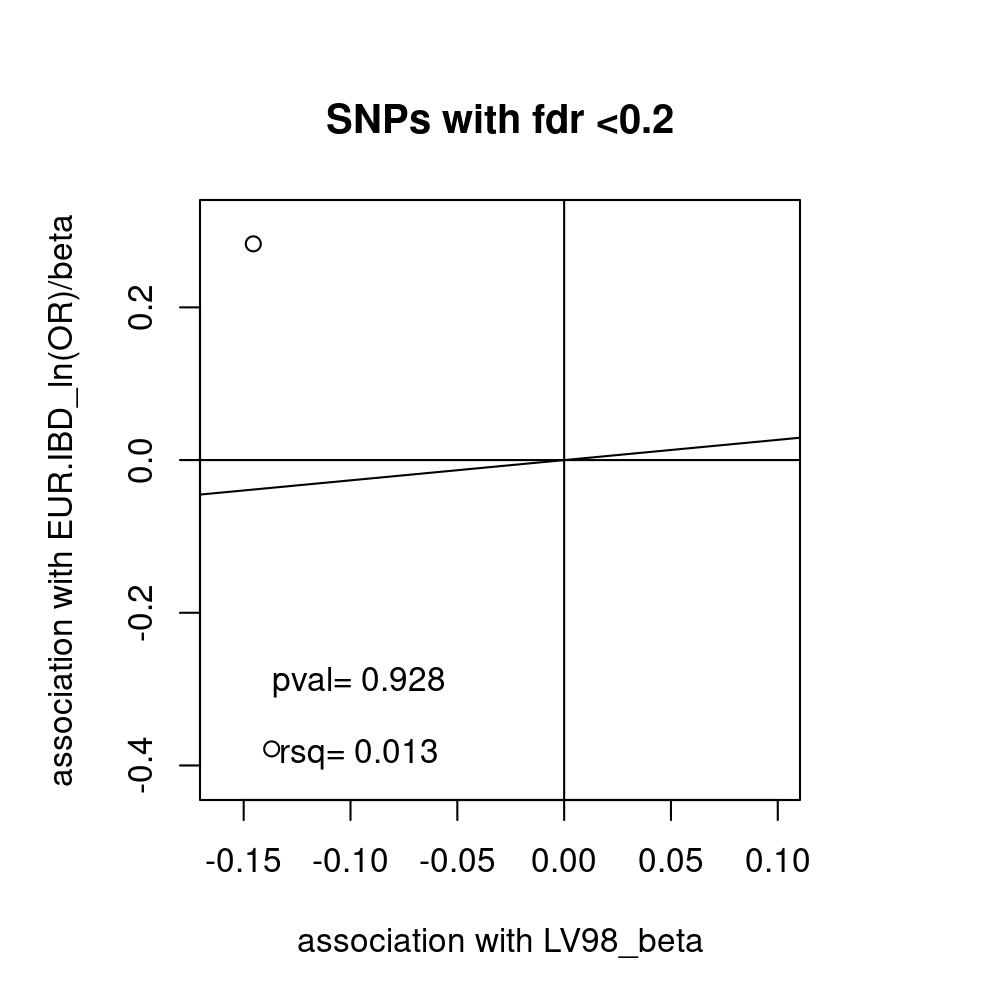 SNPs with fdr <0.2
association with EUR.IBD_ln(OR)/beta
0.2
0.0
-0.2
-0.4
pval= 0.928
rsq= 0.013
-0.15 -0.10 -0.05 0.00 0.05 0.10
association with LV98_beta